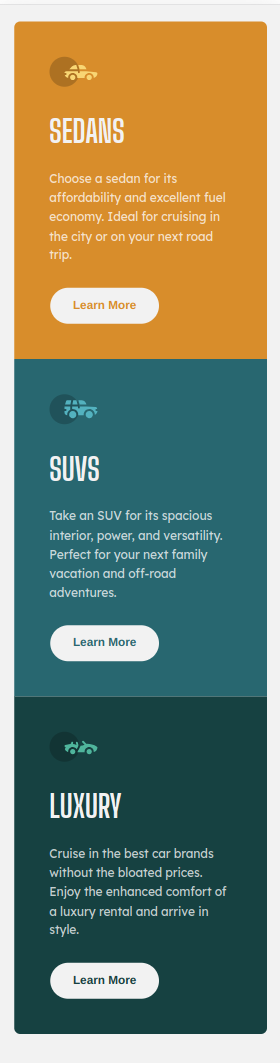 SEDANS
Choose a sedan for its
affordability and excellent fuel
economy. Ideal for cruising in
the city or on your next road
trip.
Learn More
SUVS
Take an SUV for its spacious
interior, power, and versatility.
Perfect for your next family
vacation and off-road
adventures.
Learn More
LUXURY
Cruise in the best car brands
without the bloated prices.
Enjoy the enhanced comfort of
a luxury rental and arrive in
style.
Learn More